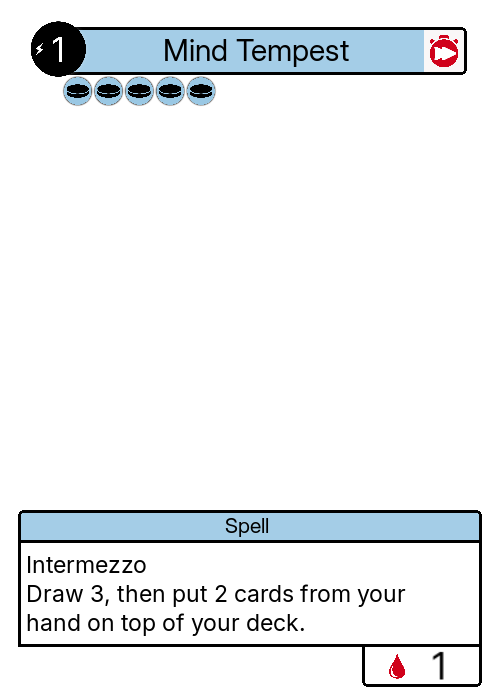 1 Mind Tempest
Spell
Intermezzo
Draw 3, then put 2 cards from your
hand on top of your deck.
1